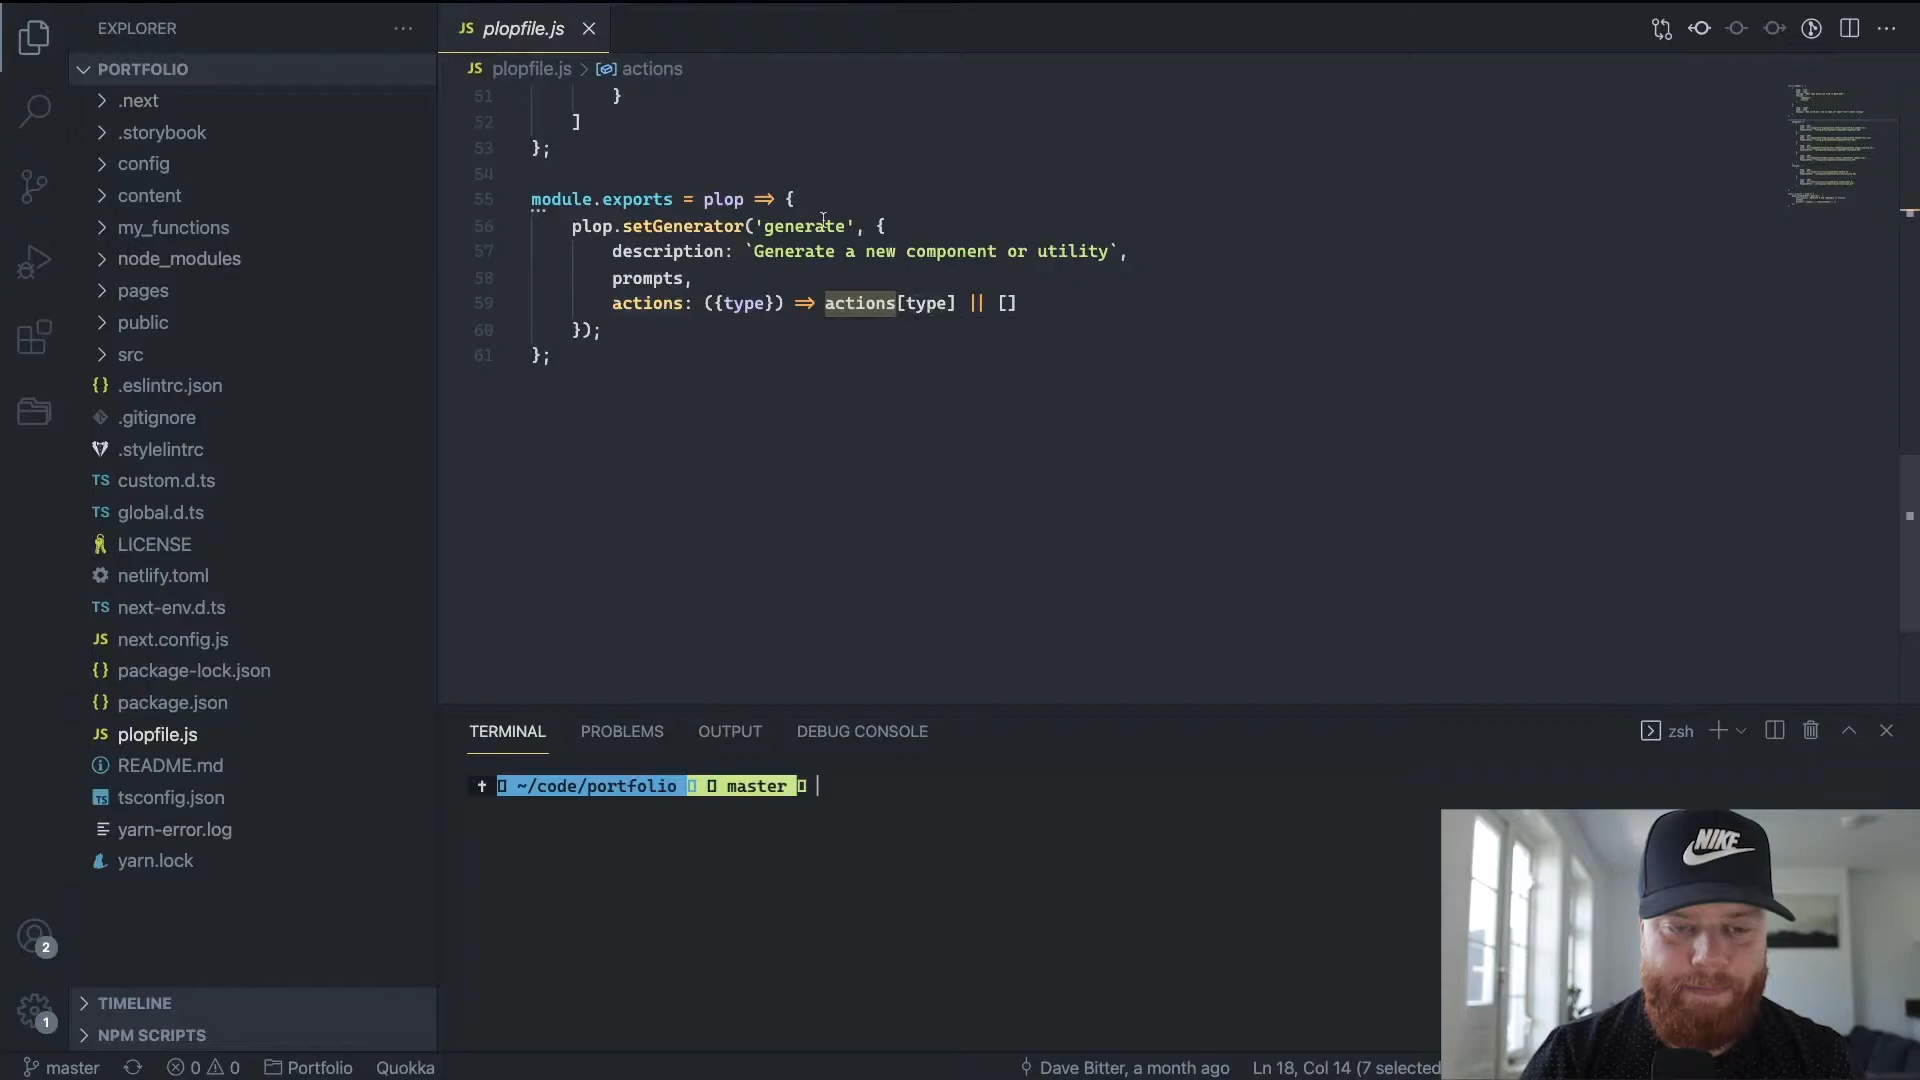 EXPLORER
PORTFOLIO
.next
.storybook
config
content
my_functions
node_modules
pages
public
src
.eslintrc.json
.gitignore
.stylelintrc
TS custom.d.ts
TS global.d.ts
LICENSE
netlify.toml
TS next-env.d.ts
JS next.config.js
{} package-lock.json
{} package.json
JS plopfile.js
README.md
TS tsconfig.json
yarn-error.log
yarn.lock
2
1
TIMELINE
NPM SCRIPTS
JS plopfile.js
JS plopfile.js > actions
51 }
52 ]
53 };
54
55 module.exports = plop => {
56 plop.setGenerator('generate', {
57 description: `Generate a new component or utility`,
58 prompts,
59 actions: ({type}) => actions[type] || []
60 });
61 };
TERMINAL PROBLEMS OUTPUT DEBUG CONSOLE
zsh
~/code/portfolio master
NIKE
master 0 0 Portfolio Quokka
Dave Bitter, a month ago Ln 18, Col 14 (7 selected